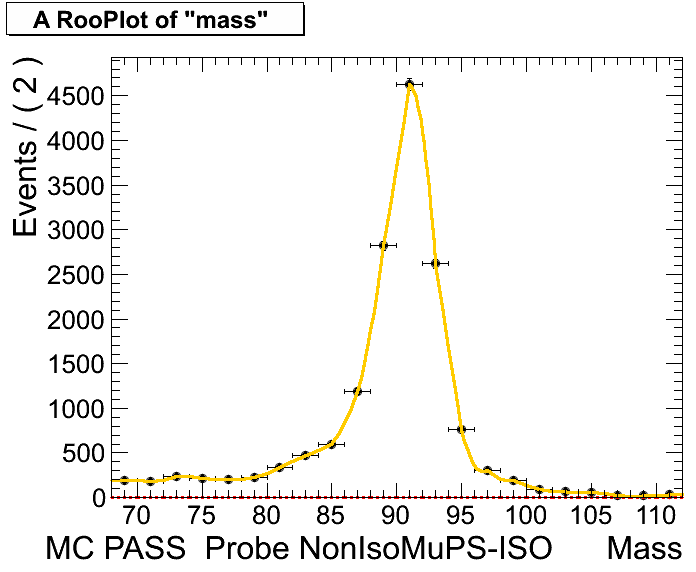 A RooPlot of "mass"
Events / ( 2 )
4500
4000
3500
3000
2500
2000
1500
1000
500
0
70 75 80 85 90 95 100 105 110
MC PASS Probe NonIsoMuPS-ISO Mass